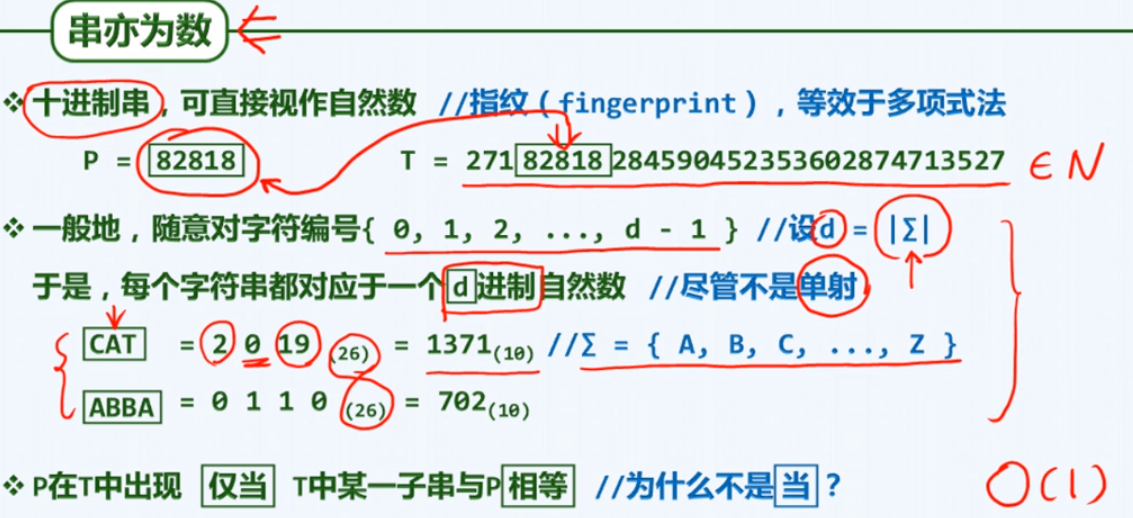 串亦为数
❖ 十进制串，可直接视作自然数 //指纹（fingerprint），等效于多项式法
P = 82818 T = 271828182845904523536028747​13527 ∈ N
❖ 一般地，随意对字符编号{ 0, 1, 2, ..., d - 1 } //设d = |Σ|
于是，每个字符串都对应于一个d进制自然数 //尽管不是单射
CAT = 2 0 19 (26) = 1371(10) //Σ = { A, B, C, ..., Z }
ABBA = 0 1 1 0 (26) = 702(10)
❖ P在T中出现 仅当 T中某一子串与P相等 //为什么不是当？ O(1)